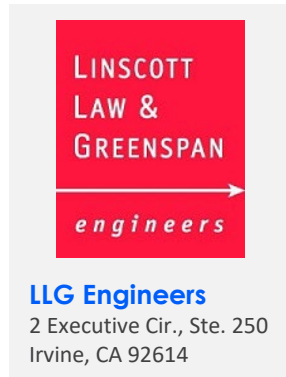 LINSCOTT
LAW &
GREENSPAN
engineers
LLG Engineers
2 Executive Cir., Ste. 250
Irvine, CA 92614